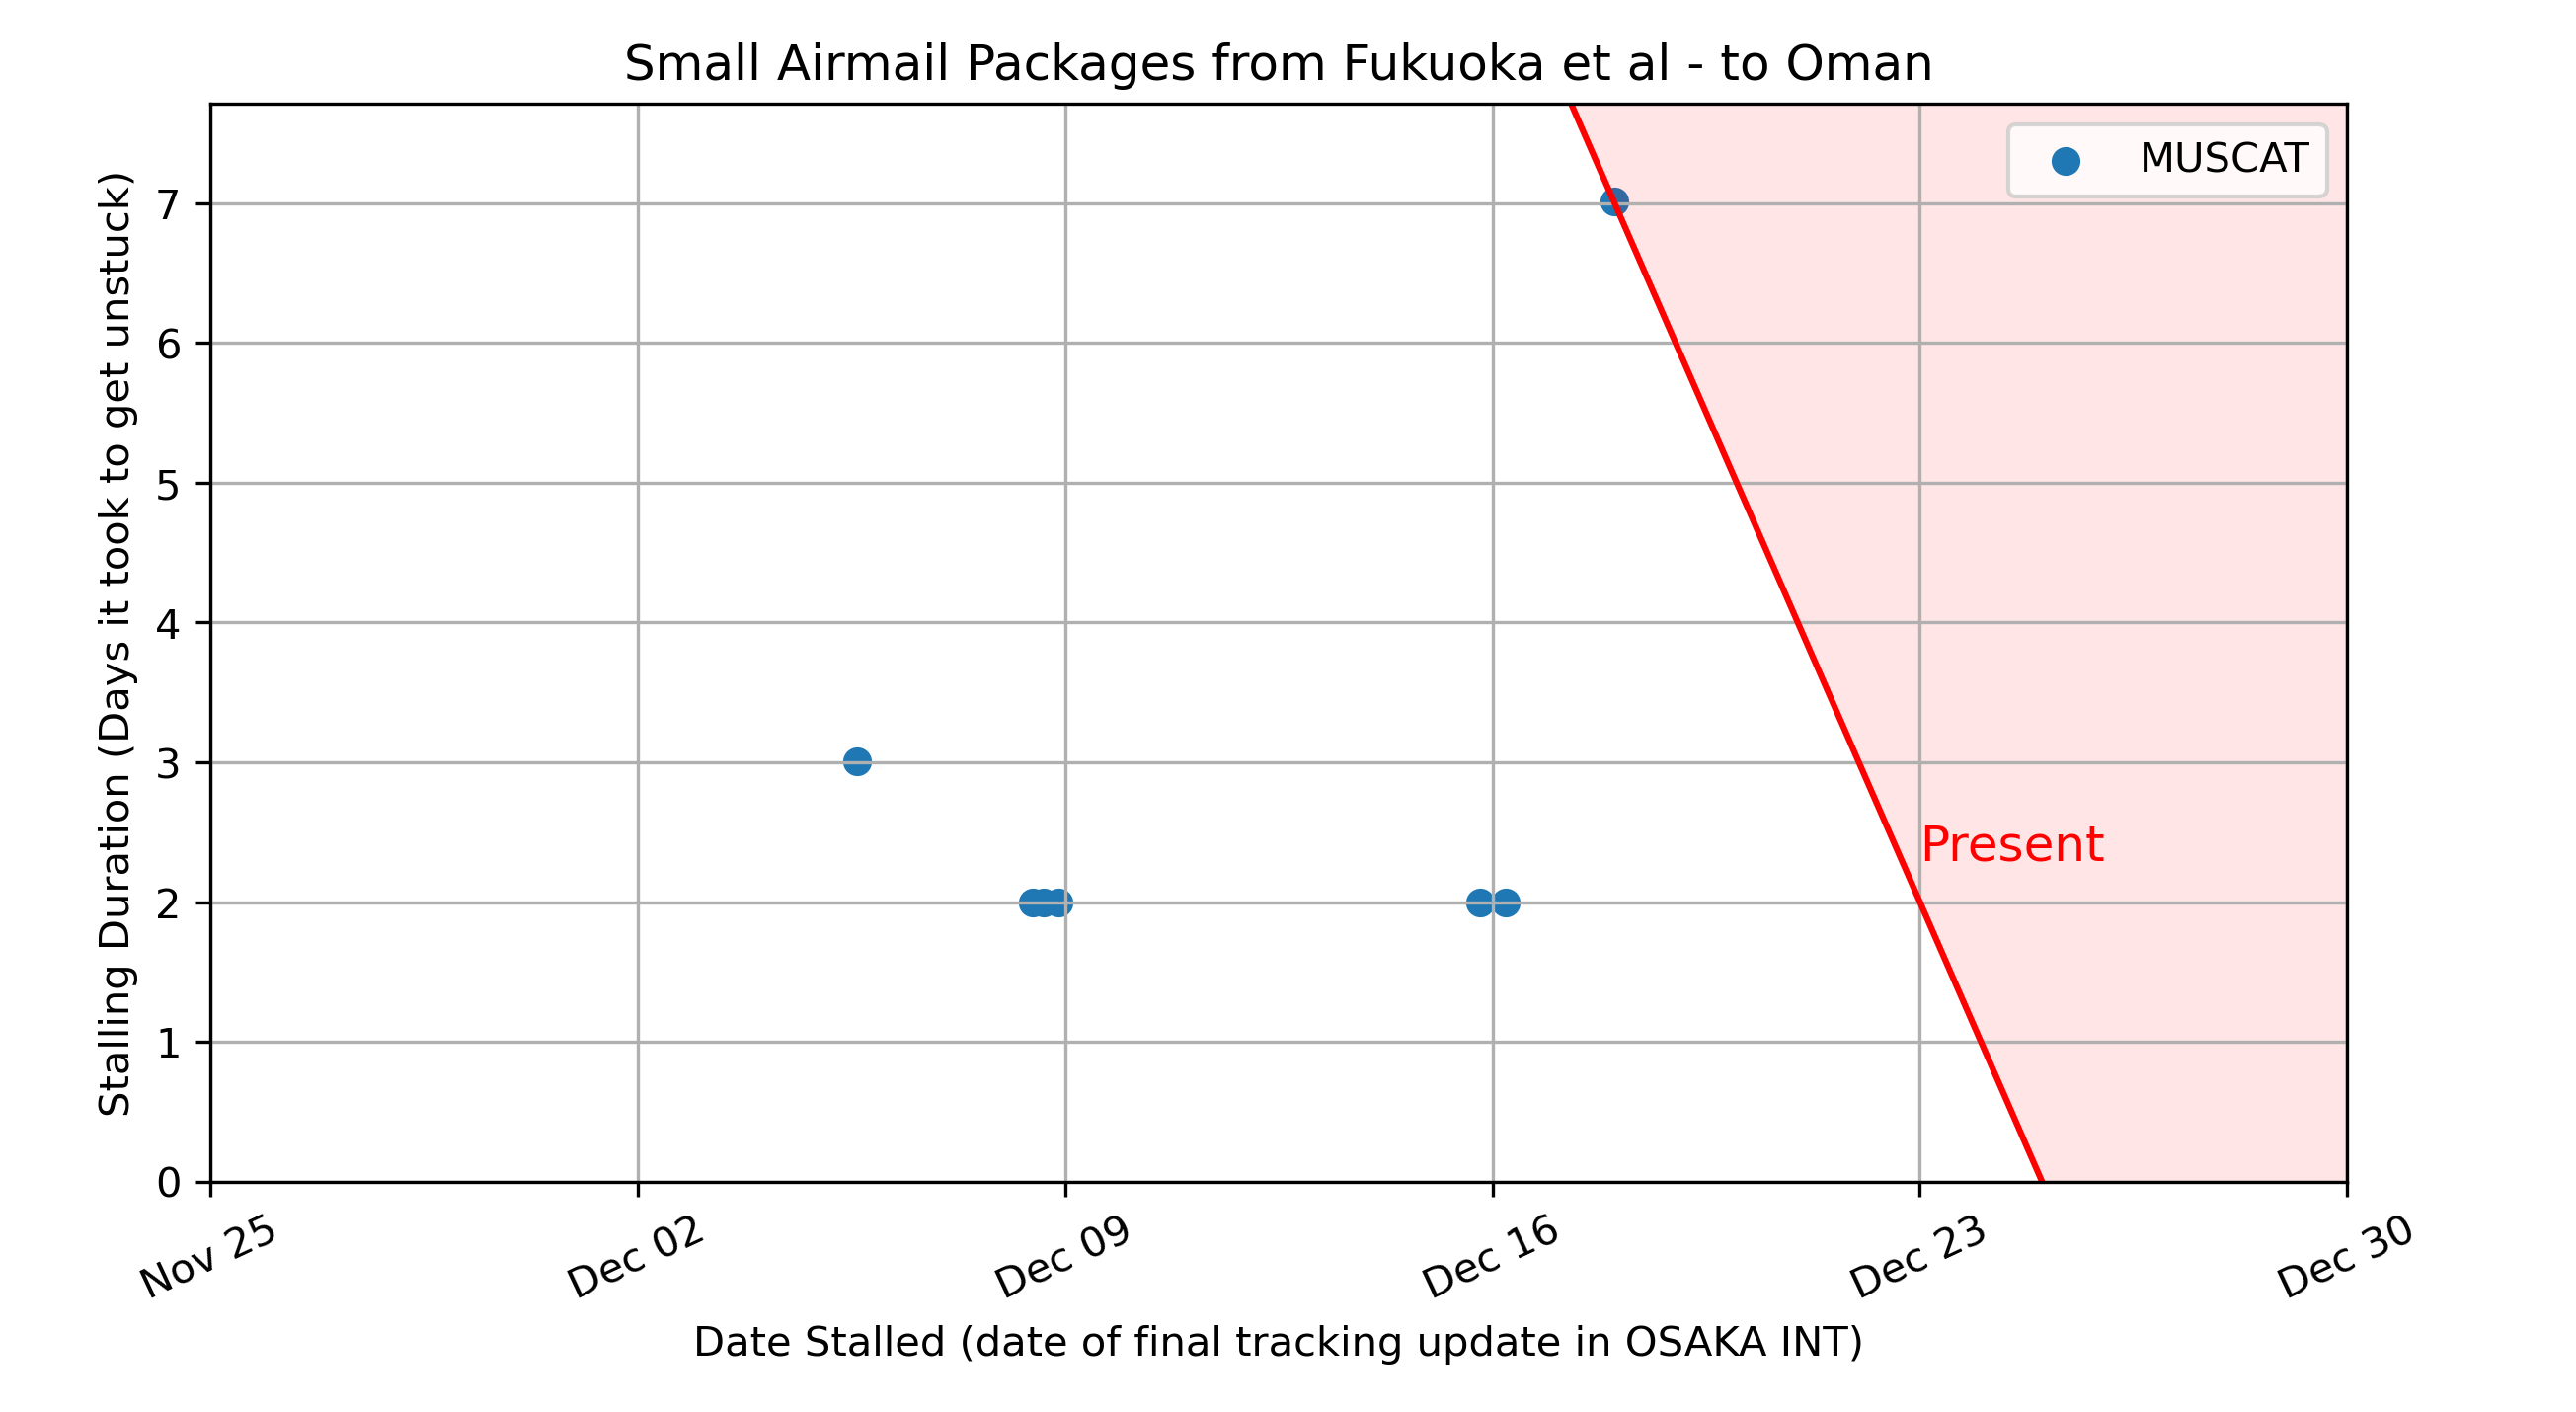 Small Airmail Packages from Fukuoka et al - to Oman
MUSCAT
Stalling Duration (Days it took to get unstuck)
7
6
5
4
3
2
1
0
Present
Nov 25
Dec 02
Dec 09
Dec 16
Dec 23
Dec 30
Date Stalled (date of final tracking update in OSAKA INT)